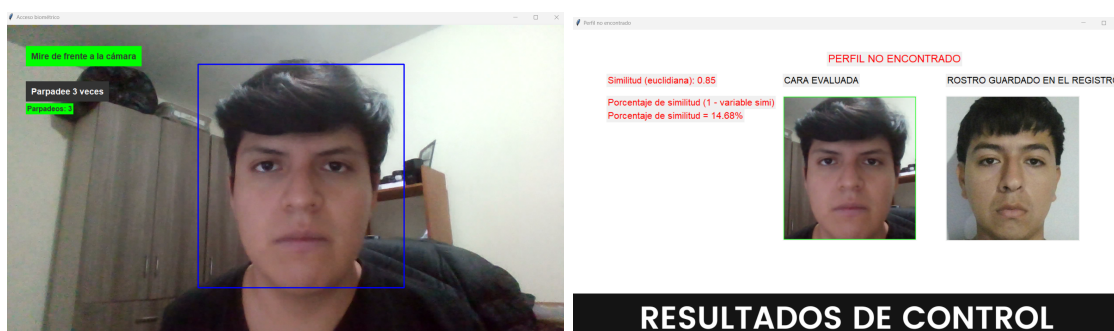 Acceso biométrico
Mire de frente a la cámara
Parpadee 3 veces
Parpadeos: 3
Perfil no encontrado
PERFIL NO ENCONTRADO
Similitud (euclidiana): 0.85
CARA EVALUADA
ROSTRO GUARDADO EN EL REGISTRO
Porcentaje de similitud (1 - variable simi)
Porcentaje de similitud = 14.68%
RESULTADOS DE CONTROL